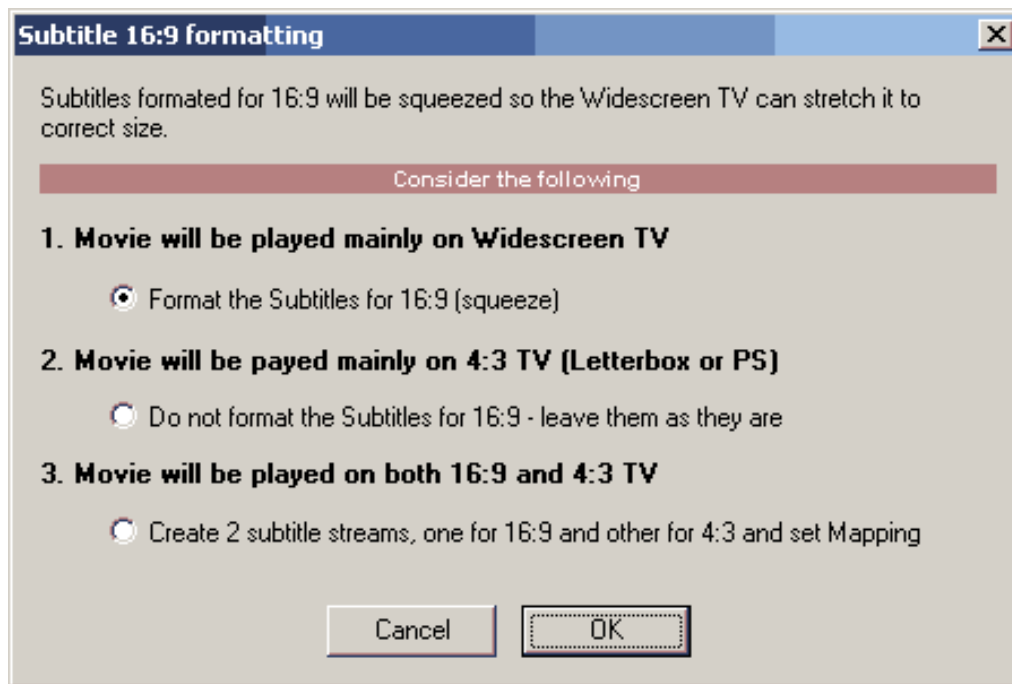 Subtitle 16:9 formatting
Subtitles formated for 16:9 will be squeezed so the Widescreen TV can stretch it to
correct size.
Consider the following
1. Movie will be played mainly on Widescreen TV
Format the Subtitles for 16:9 (squeeze)
2. Movie will be payed mainly on 4:3 TV (Letterbox or PS)
Do not format the Subtitles for 16:9 - leave them as they are
3. Movie will be played on both 16:9 and 4:3 TV
Create 2 subtitle streams, one for 16:9 and other for 4:3 and set Mapping
Cancel OK